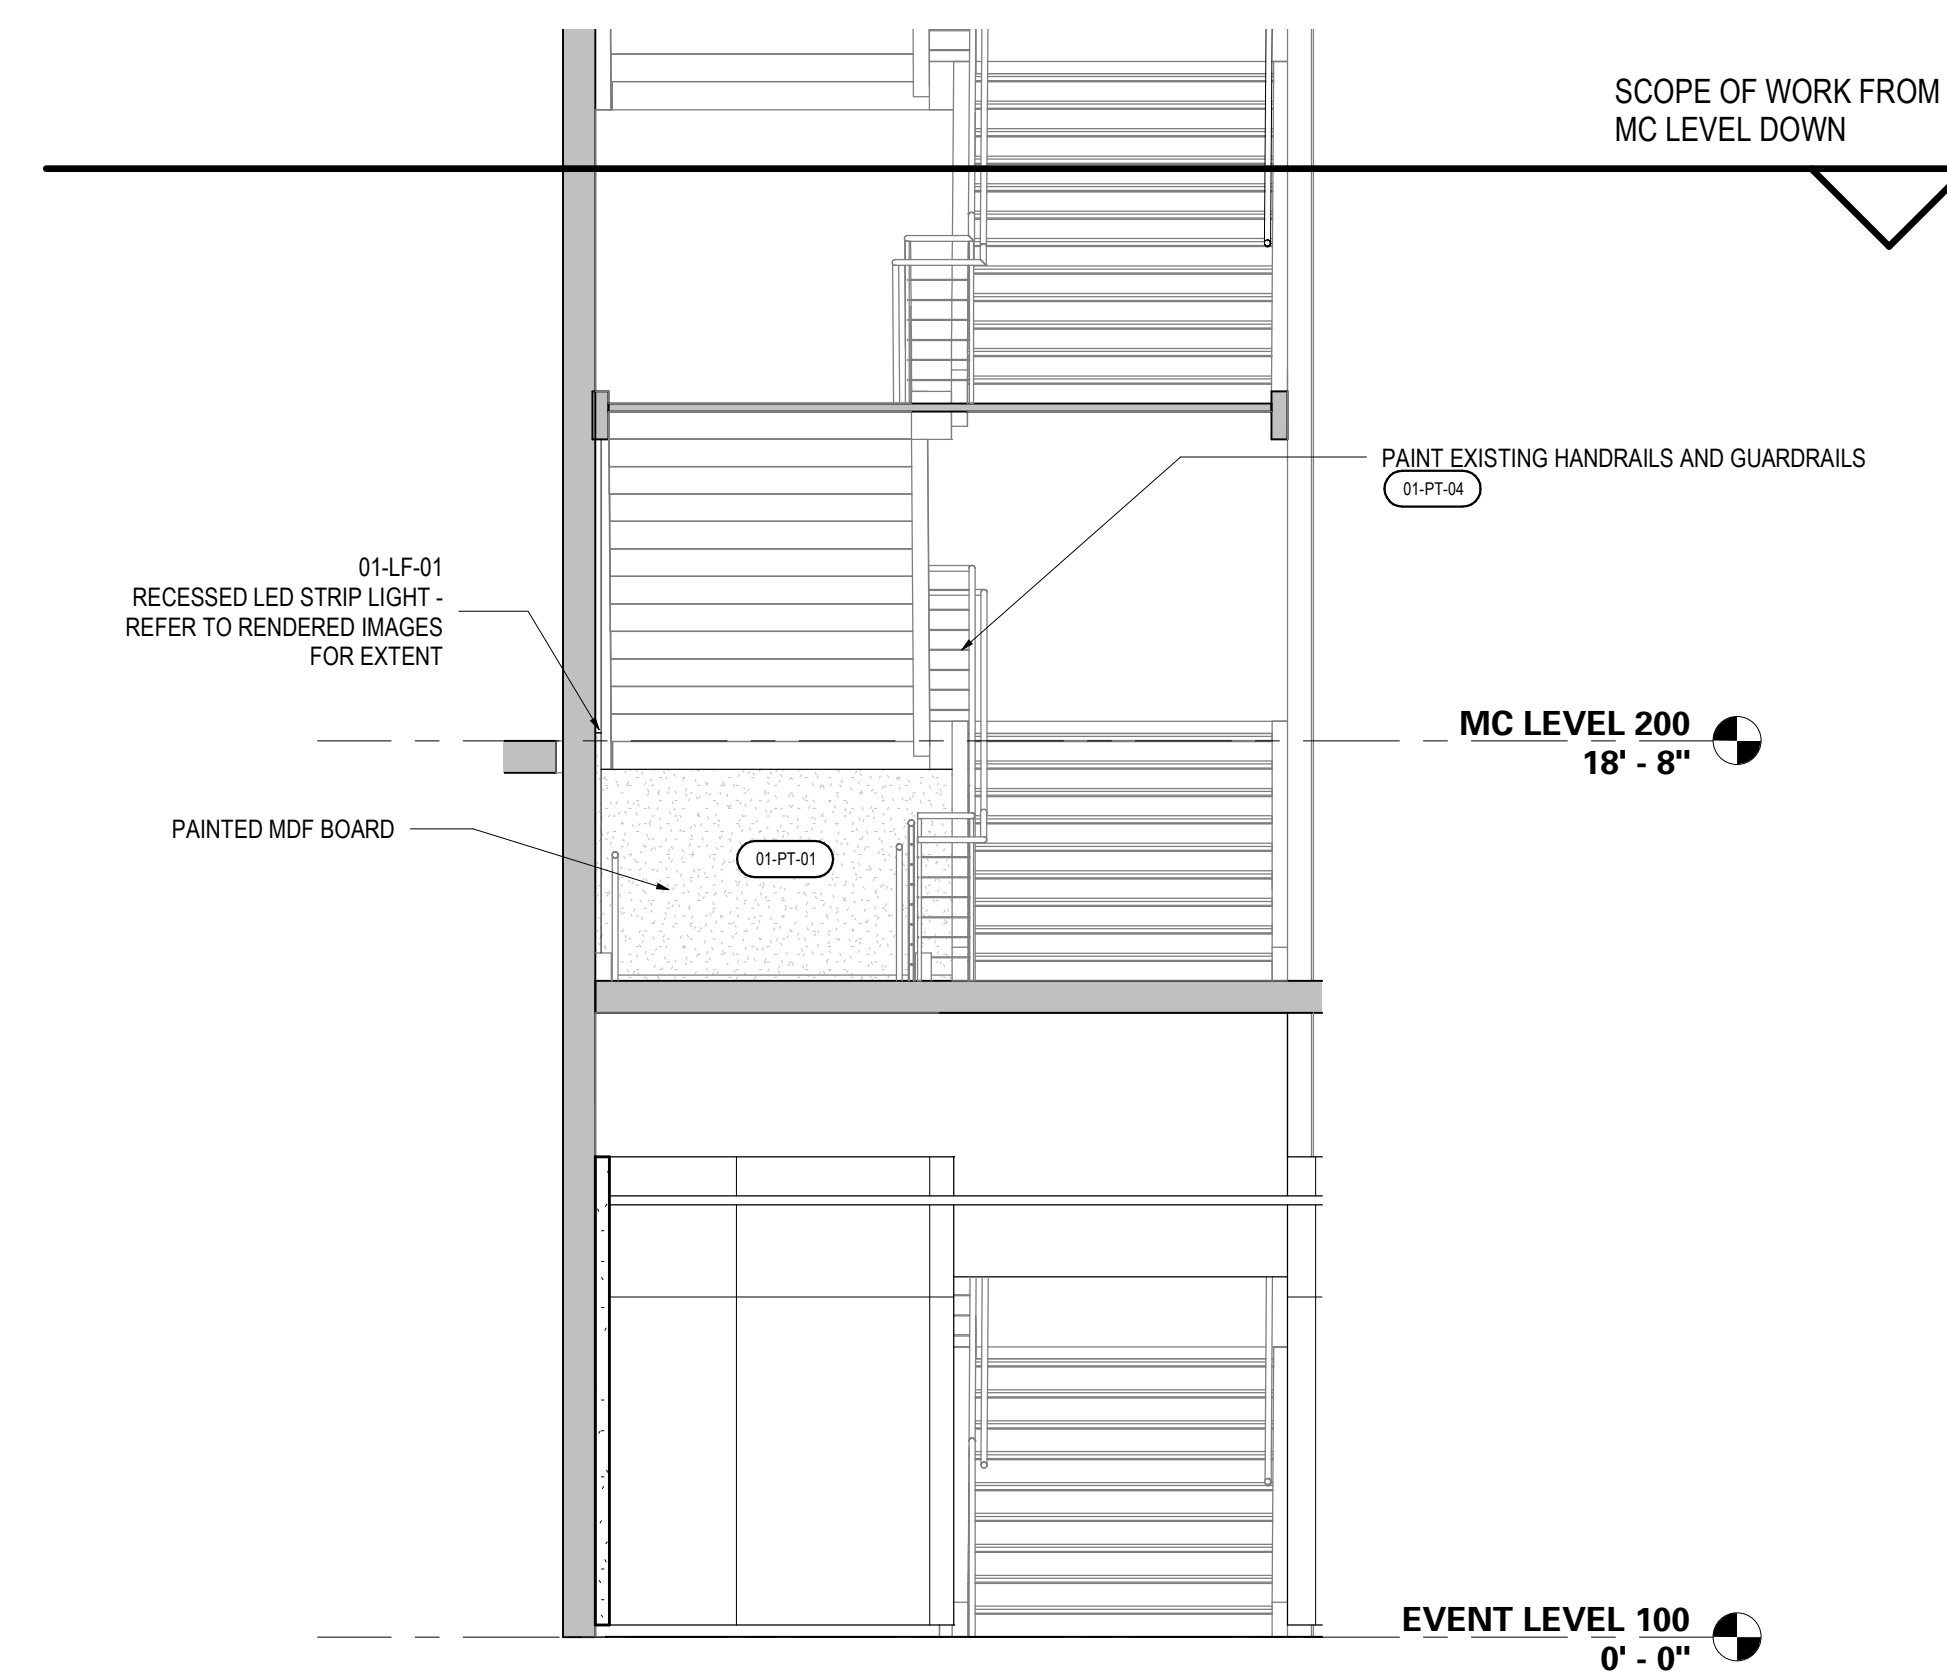 SCOPE OF WORK FROM
MC LEVEL DOWN
PAINT EXISTING HANDRAILS AND GUARDRAILS
01-PT-04
01-LF-01
RECESSED LED STRIP LIGHT -
REFER TO RENDERED IMAGES
FOR EXTENT
MC LEVEL 200
18' - 8"
PAINTED MDF BOARD
01-PT-01
EVENT LEVEL 100
0' - 0"